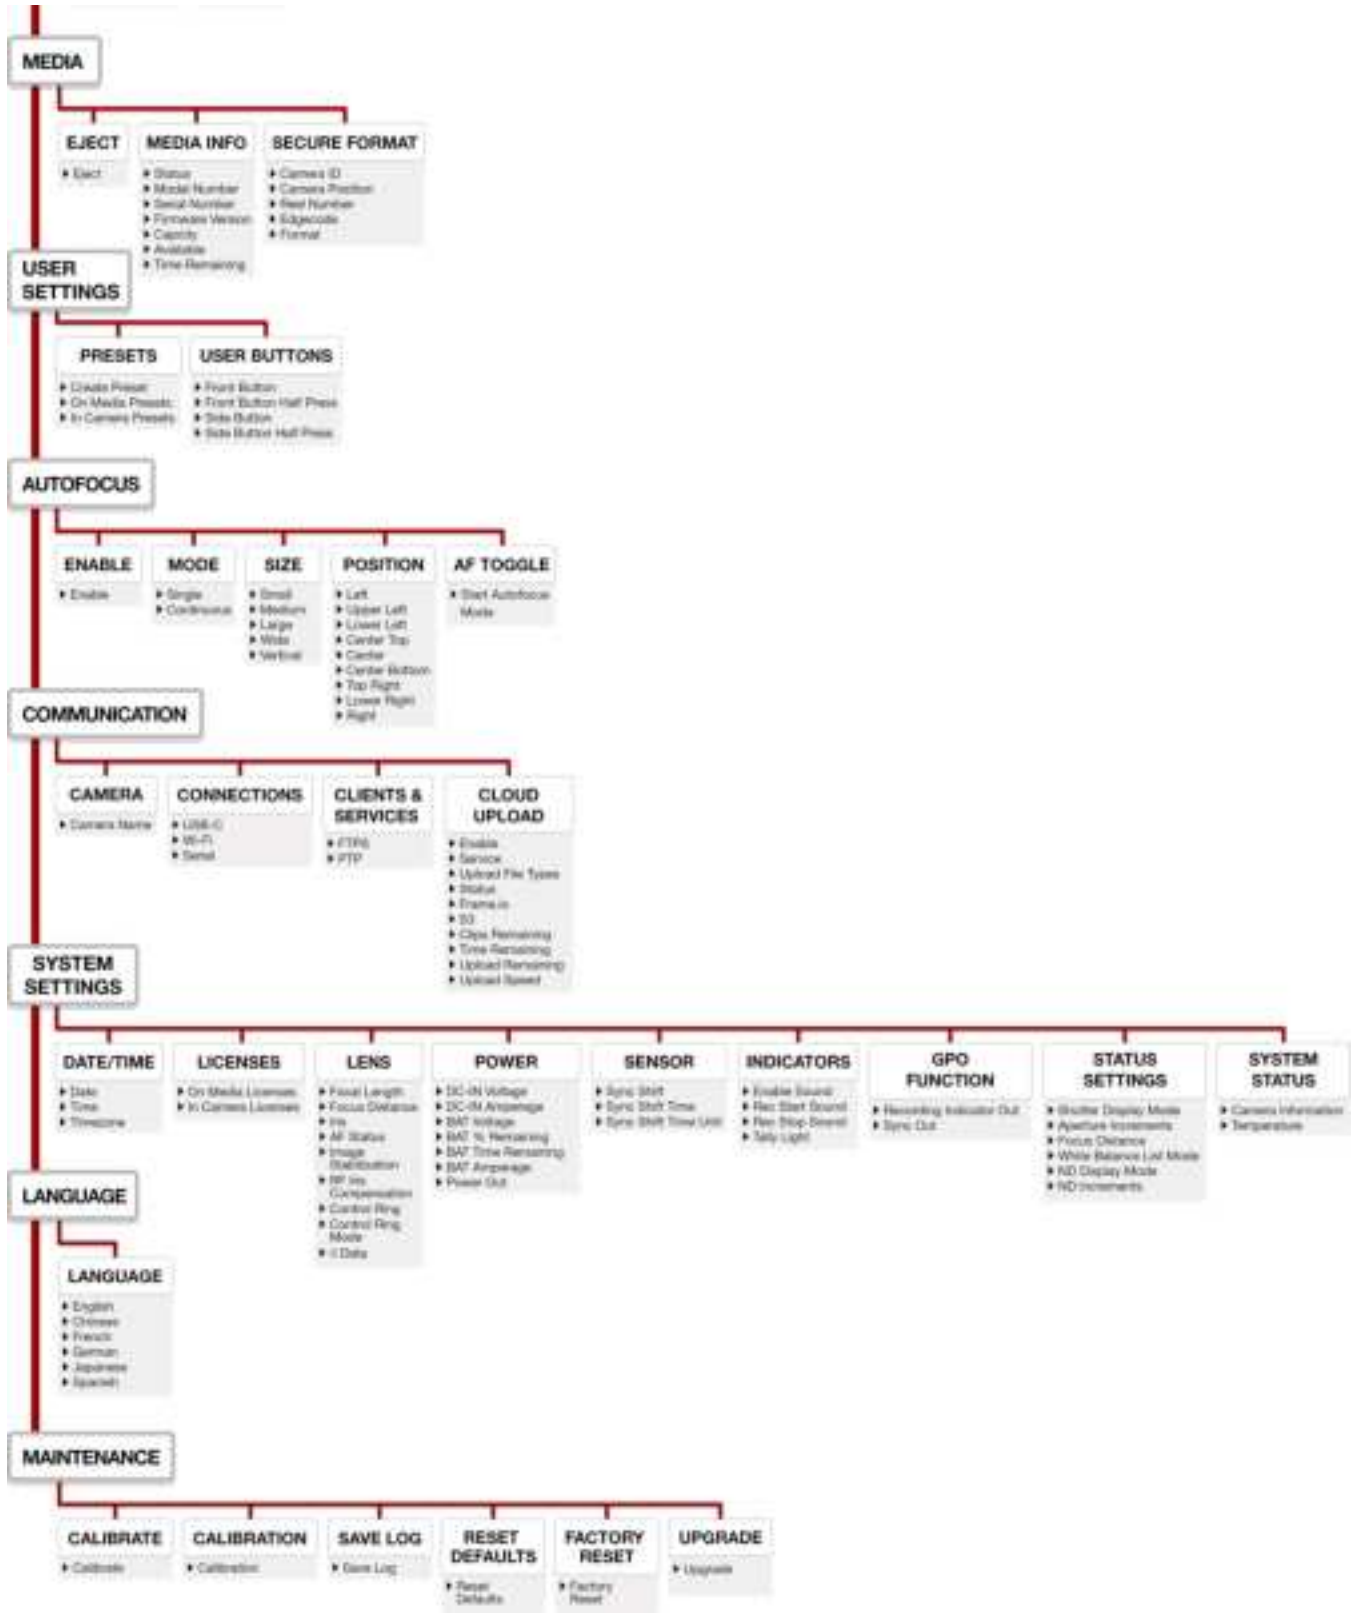 MEDIA
EJECT
Eject
MEDIA INFO
Status
Model Number
Serial Number
Firmware Version
Capcity
Available
Time Remaining
SECURE FORMAT
Camera ID
Camera Position
Reel Number
Edgecode
Format
USER
SETTINGS
PRESETS
Create Preset
On Media Presets
In Camera Presets
USER BUTTONS
Front Button
Front Button Half Press
Side Button
Side Button Half Press
AUTOFOCUS
ENABLE
Enable
MODE
Single
Continuous
SIZE
Small
Medium
Large
Wide
Vertical
POSITION
Left
Upper Left
Lower Left
Center Top
Center
Center Bottom
Top Right
Lower Right
Right
AF TOGGLE
Start Autofocus
Mode
COMMUNICATION
CAMERA
Camera Name
CONNECTIONS
USB-C
Wi-Fi
Serial
CLIENTS &
SERVICES
FTPS
PTP
CLOUD
UPLOAD
Enable
Service
Upload File Types
Status
Frame.io
S3
Clips Remaining
Time Remaining
Upload Remaining
Upload Speed
SYSTEM
SETTINGS
DATE/TIME
Date
Time
Timezone
LICENSES
On Media Licenses
In Camera Licenses
LENS
Focal Length
Focus Distance
Iris
AF Status
Image
Stabilization
RF Iris
Compensation
Control Ring
Control Ring
Mode
/i Data
POWER
DC-IN Voltage
DC-IN Amperage
BAT Voltage
BAT % Remaining
BAT Time Remaining
BAT Amperage
Power Out
SENSOR
Sync Shift
Sync Shift Time
Sync Shift Time Unit
INDICATORS
Enable Sound
Rec Start Sound
Rec Stop Sound
Tally Light
GPO
FUNCTION
Recording Indicator Out
Sync Out
STATUS
SETTINGS
Shutter Display Mode
Aperture Increments
Focus Distance
White Balance List Mode
ND Display Mode
ND Increments
SYSTEM
STATUS
Camera Information
Temperature
LANGUAGE
LANGUAGE
English
Chinese
French
German
Japanese
Spanish
MAINTENANCE
CALIBRATE
Calibrate
CALIBRATION
Calibration
SAVE LOG
Save Log
RESET
DEFAULTS
Reset
Defaults
FACTORY
RESET
Factory
Reset
UPGRADE
Upgrade